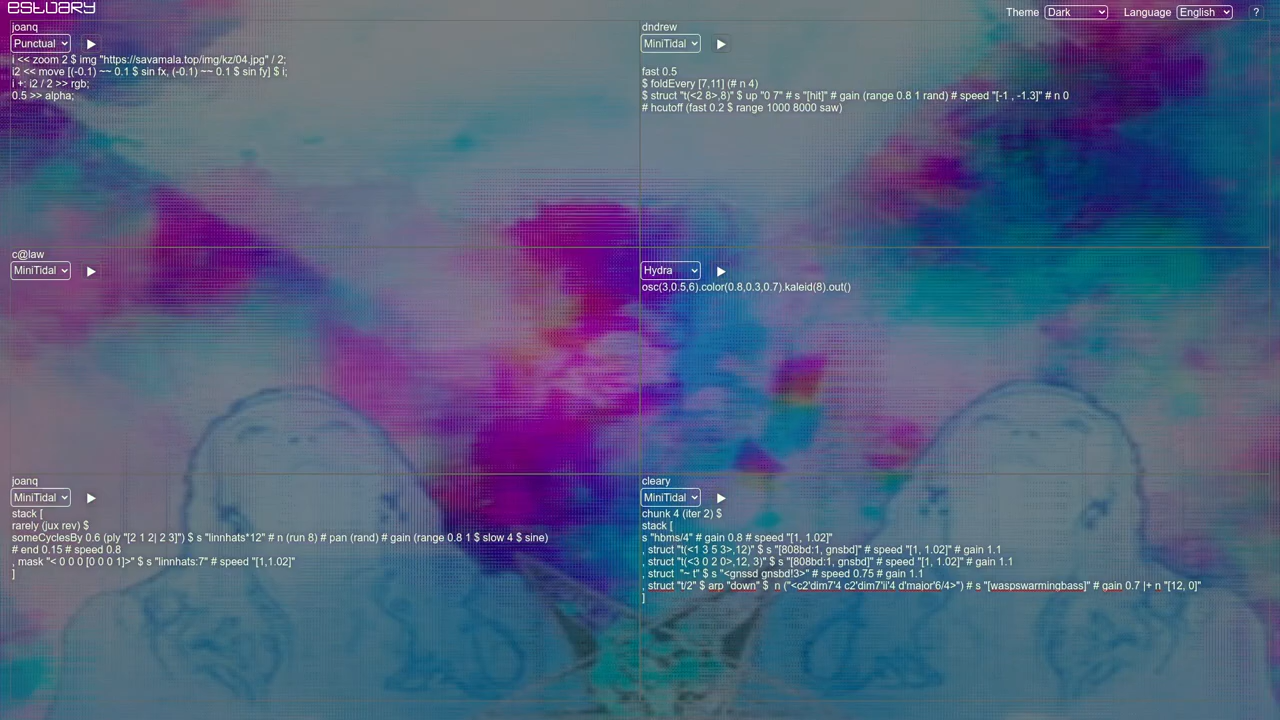 ESTUARY
Theme Dark Language English ?
joanq
Punctual
i << zoom 2 $ img "https://savamala.top/img/kz/04.jpg" / 2;
i2 << move [(-0.1) ~~ 0.1 $ sin fx, (-0.1) ~~ 0.1 $ sin fy] $ i;
i +: i2 / 2 >> rgb;
0.5 >> alpha;
dndrew
MiniTidal
fast 0.5
$ foldEvery [7,11] (# n 4)
$ struct "t(<2 8>,8)" $ up "0 7" # s "[hit]" # gain (range 0.8 1 rand) # speed "[-1 , -1.3]" # n 0
# hcutoff (fast 0.2 $ range 1000 8000 saw)
c@law
MiniTidal
Hydra
osc(3,0.5,6).color(0.8,0.3,0.7).kaleid(8).out()
joanq
MiniTidal
stack [
rarely (jux rev) $
someCyclesBy 0.6 (ply "[2 1 2| 2 3]") $ s "linnhats*12" # n (run 8) # pan (rand) # gain (range 0.8 1 $ slow 4 $ sine)
# end 0.15 # speed 0.8
, mask "< 0 0 0 [0 0 0 1]>" $ s "linnhats:7" # speed "[1,1.02]"
]
cleary
MiniTidal
chunk 4 (iter 2) $
stack [
s "hbms/4" # gain 0.8 # speed "[1, 1.02]"
, struct "t(<1 3 5 3>,12)" $ s "[808bd:1, gnsbd]" # speed "[1, 1.02]" # gain 1.1
, struct "t(<3 0 2 0>,12, 3)" $ s "[808bd:1, gnsbd]" # speed "[1, 1.02]" # gain 1.1
, struct "~ t" $ s "<gnssd gnsbd!3>" # speed 0.75 # gain 1.1
, struct "t/2" $ arp "down" $ n ("<c2'dim7'4 c2'dim7'ii'4 d'major'6/4>") # s "[waspswarmingbass]" # gain 0.7 |+ n "[12, 0]"
]